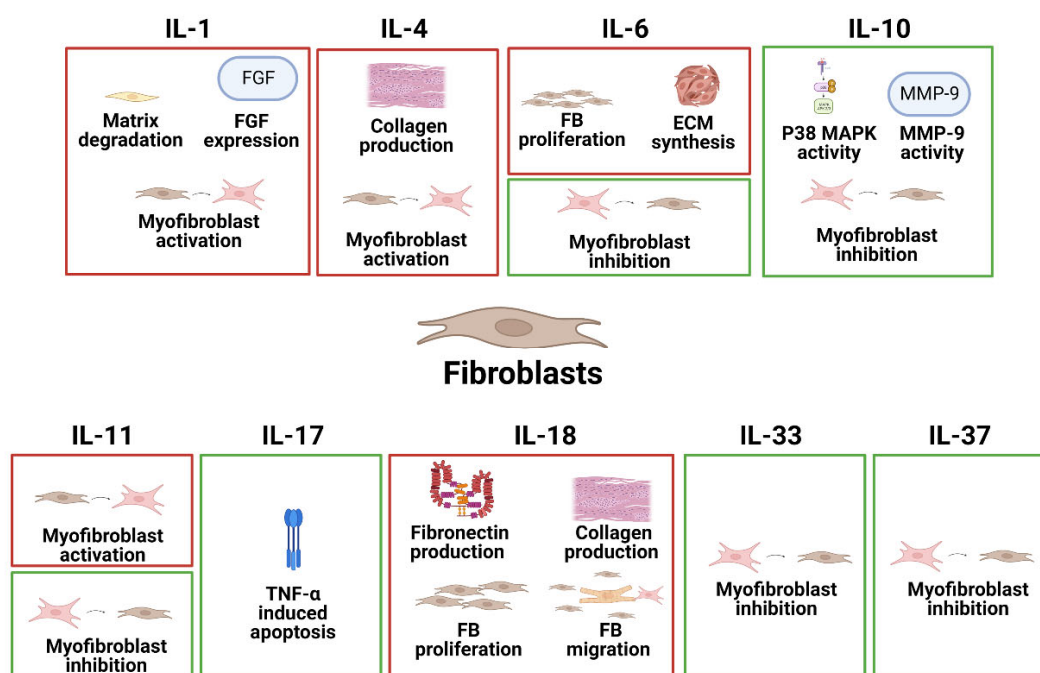 IL-1
FGF
Matrix
degradation
FGF
expression
Myofibroblast
activation
IL-4
Collagen
production
Myofibroblast
activation
IL-6
FB
proliferation
ECM
synthesis
Myofibroblast
inhibition
IL-10
MMP-9
P38 MAPK
activity
MMP-9
activity
Myofibroblast
inhibition
Fibroblasts
IL-11
Myofibroblast
activation
Myofibroblast
inhibition
IL-17
TNF-α
induced
apoptosis
IL-18
Fibronectin
production
Collagen
production
FB
proliferation
FB
migration
IL-33
Myofibroblast
inhibition
IL-37
Myofibroblast
inhibition